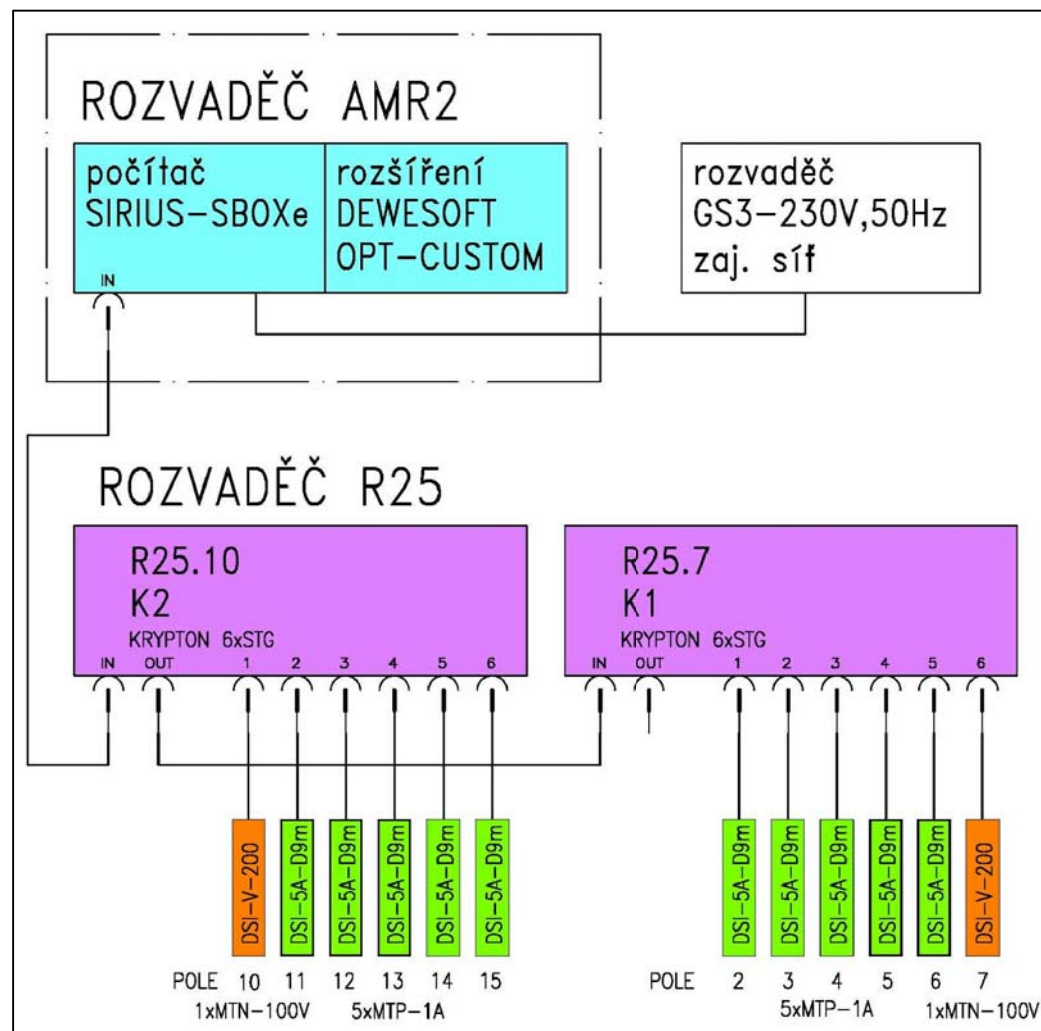 ROZVADĚČ AMR2
počítač
SIRIUS-SBOXe
IN
rozšíření
DEWESOFT
OPT-CUSTOM
rozvaděč
GS3-230V,50Hz
zaj. síť
ROZVADĚČ R25
R25.10
K2
KRYPTON 6xSTG
IN OUT 1 2 3 4 5 6
R25.7
K1
KRYPTON 6xSTG
IN OUT 1 2 3 4 5 6
DSI-V-200
DSI-5A-D9m
DSI-5A-D9m
DSI-5A-D9m
DSI-5A-D9m
DSI-5A-D9m
DSI-5A-D9m
DSI-5A-D9m
DSI-5A-D9m
DSI-5A-D9m
DSI-5A-D9m
DSI-V-200
POLE 10 11 12 13 14 15
1xMTN-100V 5xMTP-1A
POLE 2 3 4 5 6 7
5xMTP-1A 1xMTN-100V